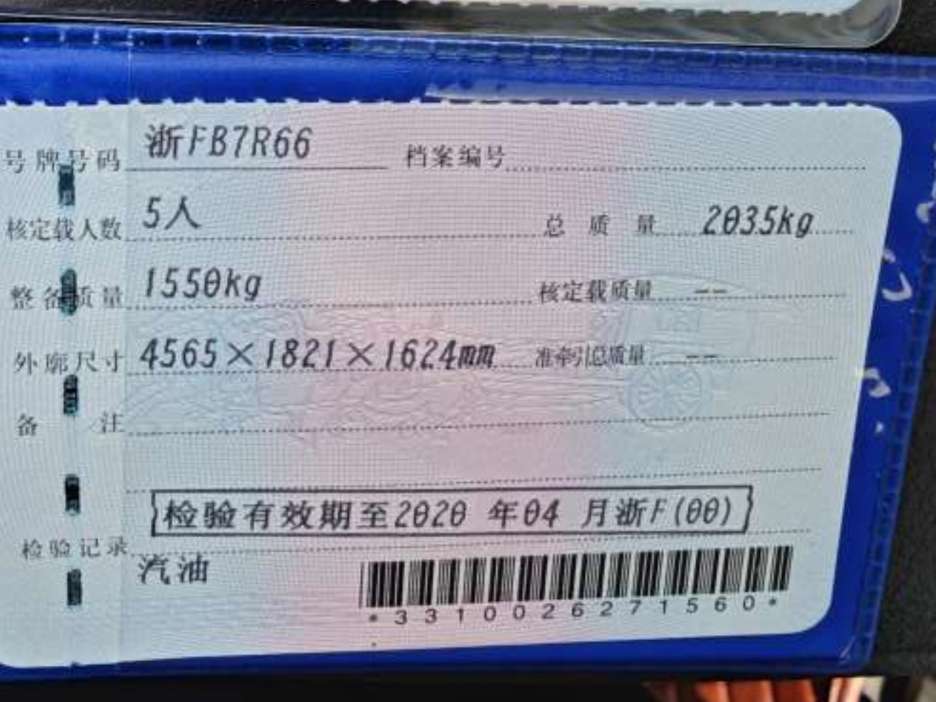 号牌号码 浙FB7R66 档案编号
核定载人数 5人 总质量 2035kg
整备质量 1550kg 核定载质量 --
外廓尺寸 4565×1821×1624mm 准牵引总质量 --
备注
检验有效期至2020年04月浙F(00)
检验记录
汽油
*3310026271560*